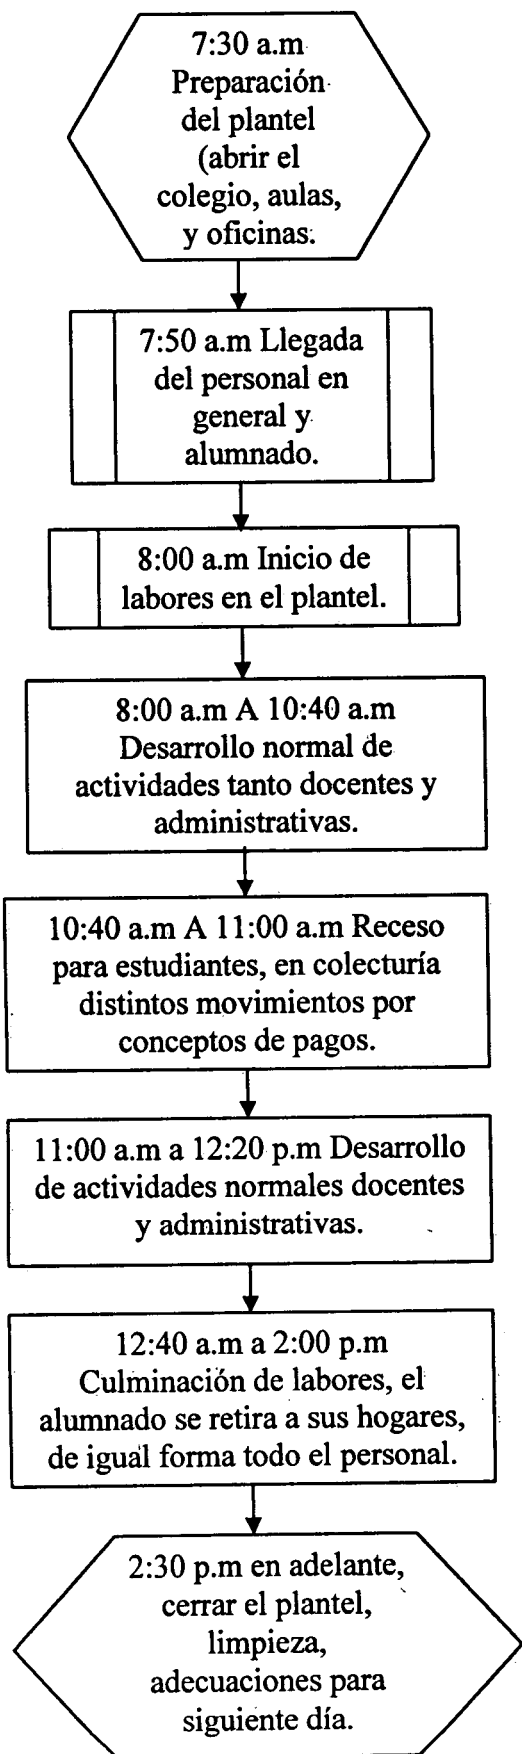 7:30 a.m
Preparación
del plantel
(abrir el
colegio, aulas,
y oficinas.
7:50 a.m Llegada
del personal en
general y
alumnado.
8:00 a.m Inicio de
labores en el plantel.
8:00 a.m A 10:40 a.m
Desarrollo normal de
actividades tanto docentes y
administrativas.
10:40 a.m A 11:00 a.m Receso
para estudiantes, en colecturía
distintos movimientos por
conceptos de pagos.
11:00 a.m a 12:20 p.m Desarrollo
de actividades normales docentes
y administrativas.
12:40 a.m a 2:00 p.m
Culminación de labores, el
alumnado se retira a sus hogares,
de igual forma todo el personal.
2:30 p.m en adelante,
cerrar el plantel,
limpieza,
adecuaciones para
siguiente día.